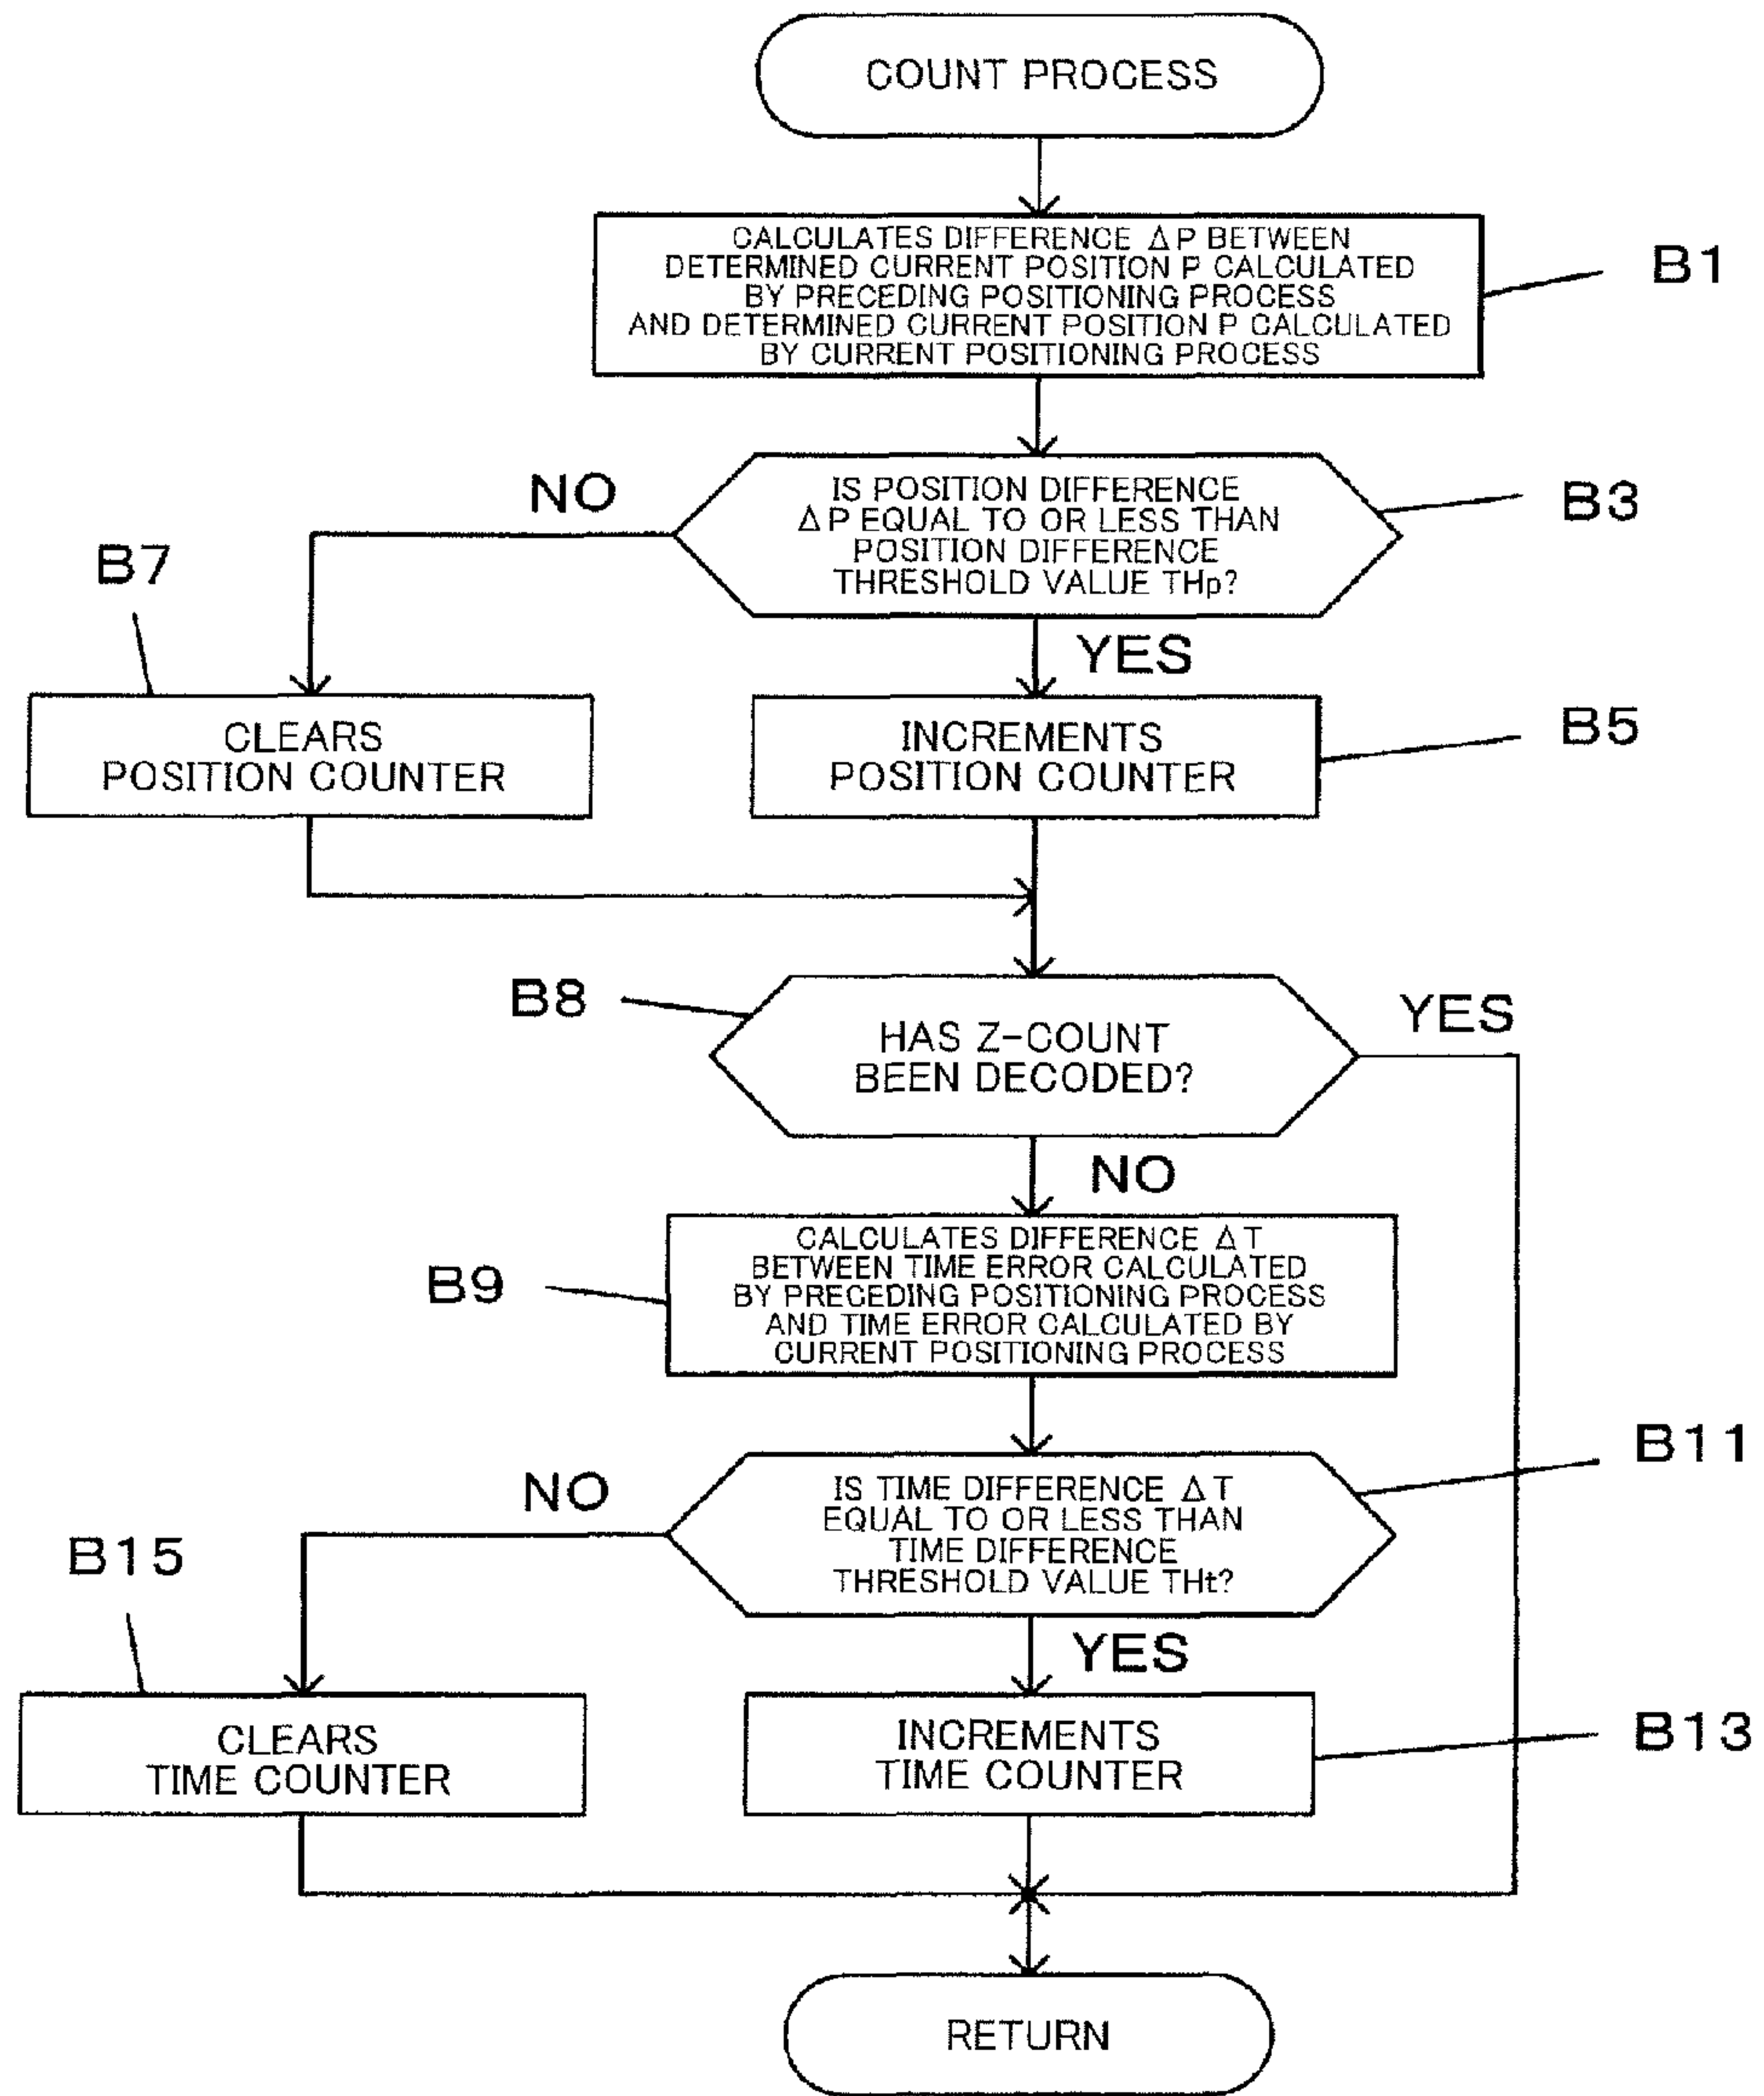 COUNT PROCESS
CALCULATES DIFFERENCE ΔP BETWEEN
DETERMINED CURRENT POSITION P CALCULATED
BY PRECEDING POSITIONING PROCESS
AND DETERMINED CURRENT POSITION P CALCULATED
BY CURRENT POSITIONING PROCESS
B1
NO
IS POSITION DIFFERENCE
ΔP EQUAL TO OR LESS THAN
POSITION DIFFERENCE
THRESHOLD VALUE THp?
B3
B7
YES
CLEARS
POSITION COUNTER
INCREMENTS
POSITION COUNTER
B5
B8
HAS Z-COUNT
BEEN DECODED?
YES
NO
B9
CALCULATES DIFFERENCE ΔT
BETWEEN TIME ERROR CALCULATED
BY PRECEDING POSITIONING PROCESS
AND TIME ERROR CALCULATED BY
CURRENT POSITIONING PROCESS
NO
IS TIME DIFFERENCE ΔT
EQUAL TO OR LESS THAN
TIME DIFFERENCE
THRESHOLD VALUE THt?
B11
B15
YES
CLEARS
TIME COUNTER
INCREMENTS
TIME COUNTER
B13
RETURN